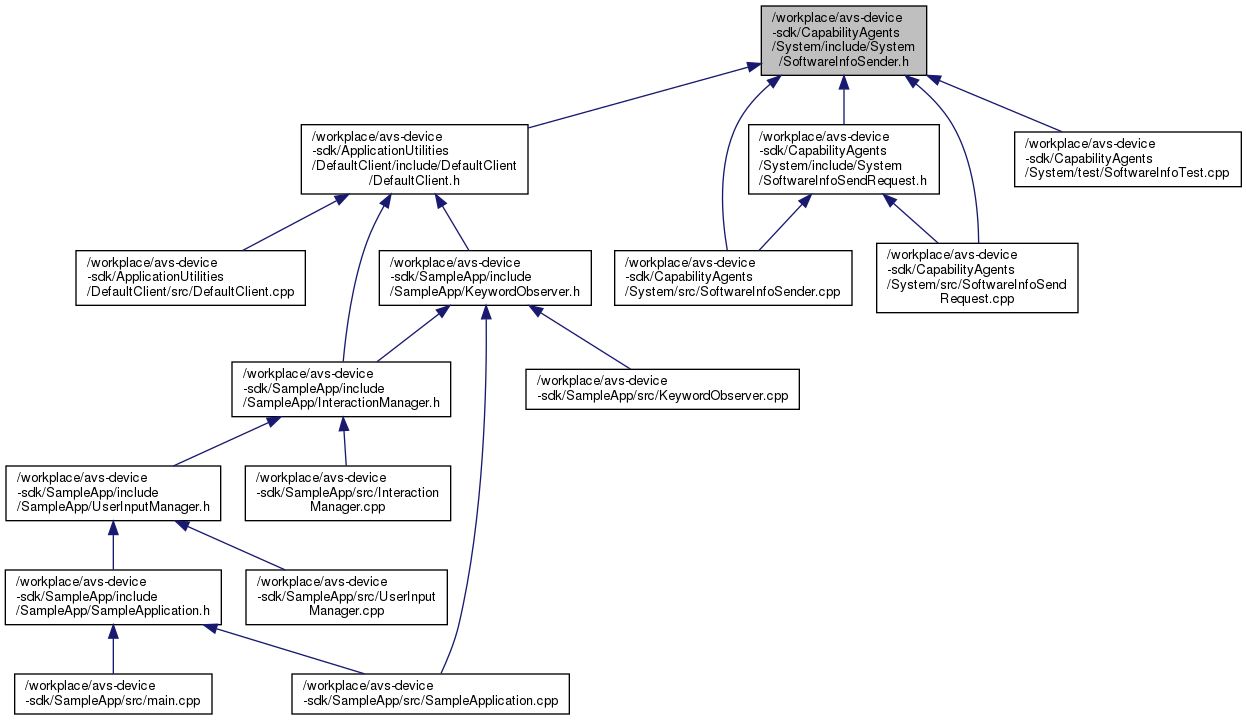 /workplace/avs-device
-sdk/CapabilityAgents
/System/include/System
/SoftwareInfoSender.h
/workplace/avs-device
-sdk/ApplicationUtilities
/DefaultClient/include/DefaultClient
/DefaultClient.h
/workplace/avs-device
-sdk/CapabilityAgents
/System/include/System
/SoftwareInfoSendRequest.h
/workplace/avs-device
-sdk/CapabilityAgents
/System/test/SoftwareInfoTest.cpp
/workplace/avs-device
-sdk/ApplicationUtilities
/DefaultClient/src/DefaultClient.cpp
/workplace/avs-device
-sdk/SampleApp/include
/SampleApp/KeywordObserver.h
/workplace/avs-device
-sdk/CapabilityAgents
/System/src/SoftwareInfoSender.cpp
/workplace/avs-device
-sdk/CapabilityAgents
/System/src/SoftwareInfoSend
Request.cpp
/workplace/avs-device
-sdk/SampleApp/include
/SampleApp/InteractionManager.h
/workplace/avs-device
-sdk/SampleApp/src/KeywordObserver.cpp
/workplace/avs-device
-sdk/SampleApp/include
/SampleApp/UserInputManager.h
/workplace/avs-device
-sdk/SampleApp/src/Interaction
Manager.cpp
/workplace/avs-device
-sdk/SampleApp/include
/SampleApp/SampleApplication.h
/workplace/avs-device
-sdk/SampleApp/src/UserInput
Manager.cpp
/workplace/avs-device
-sdk/SampleApp/src/main.cpp
/workplace/avs-device
-sdk/SampleApp/src/SampleApplication.cpp